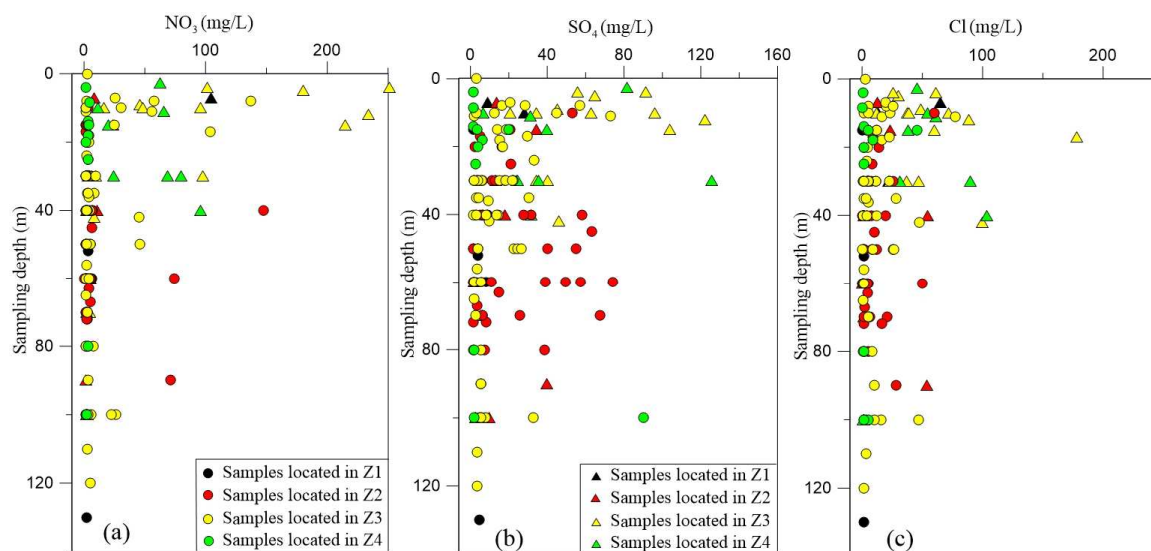 NO3 (mg/L)
0 100 200
0
40
80
120
Sampling depth (m)
Samples located in Z1
Samples located in Z2
Samples located in Z3
Samples located in Z4
(a)
SO4 (mg/L)
0 40 80 120 160
0
40
80
120
Sampling depth (m)
Samples located in Z1
Samples located in Z2
Samples located in Z3
Samples located in Z4
(b)
Cl (mg/L)
0 100 200
0
40
80
120
Sampling depth (m)
(c)